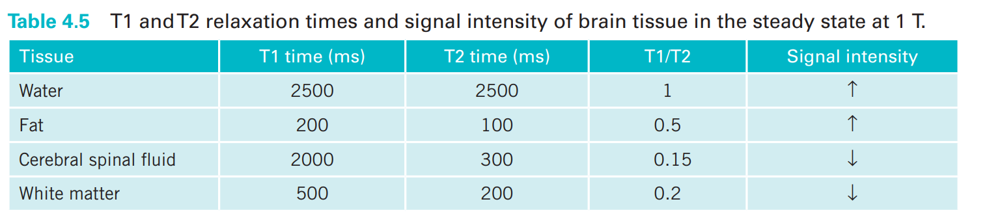 Table 4.5 T1 and T2 relaxation times and signal intensity of brain tissue in the steady state at 1 T.
Tissue T1 time (ms) T2 time (ms) T1/T2 Signal intensity
Water 2500 2500 1 ↑
Fat 200 100 0.5 ↑
Cerebral spinal fluid 2000 300 0.15 ↓
White matter 500 200 0.2 ↓